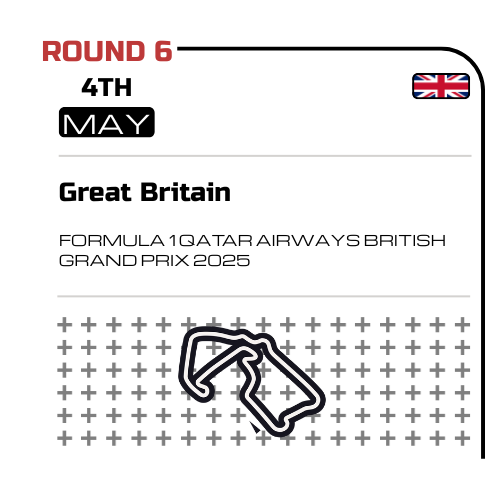 ROUND 6
4TH
MAY
Great Britain
FORMULA 1 QATAR AIRWAYS BRITISH
GRAND PRIX 2025